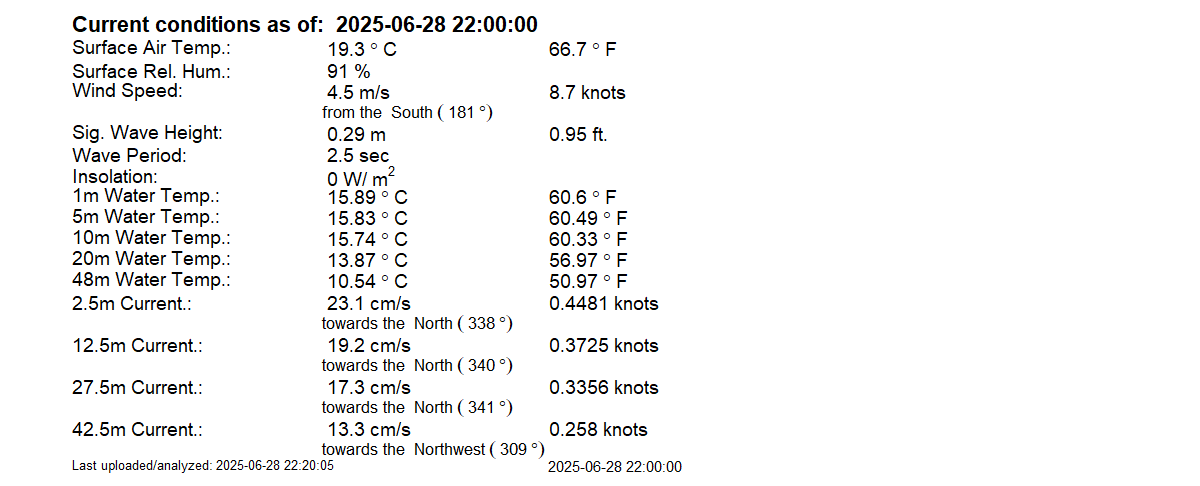 Current conditions as of: 2025-06-28 22:00:00
Surface Air Temp.: 19.3 ° C 66.7 ° F
Surface Rel. Hum.: 91 %
Wind Speed: 4.5 m/s 8.7 knots
from the South ( 181 °)
Sig. Wave Height: 0.29 m 0.95 ft.
Wave Period: 2.5 sec
Insolation: 0 W/ m²
1m Water Temp.: 15.89 ° C 60.6 ° F
5m Water Temp.: 15.83 ° C 60.49 ° F
10m Water Temp.: 15.74 ° C 60.33 ° F
20m Water Temp.: 13.87 ° C 56.97 ° F
48m Water Temp.: 10.54 ° C 50.97 ° F
2.5m Current.: 23.1 cm/s 0.4481 knots
towards the North ( 338 °)
12.5m Current.: 19.2 cm/s 0.3725 knots
towards the North ( 340 °)
27.5m Current.: 17.3 cm/s 0.3356 knots
towards the North ( 341 °)
42.5m Current.: 13.3 cm/s 0.258 knots
towards the Northwest ( 309 °)
Last uploaded/analyzed: 2025-06-28 22:20:05 2025-06-28 22:00:00